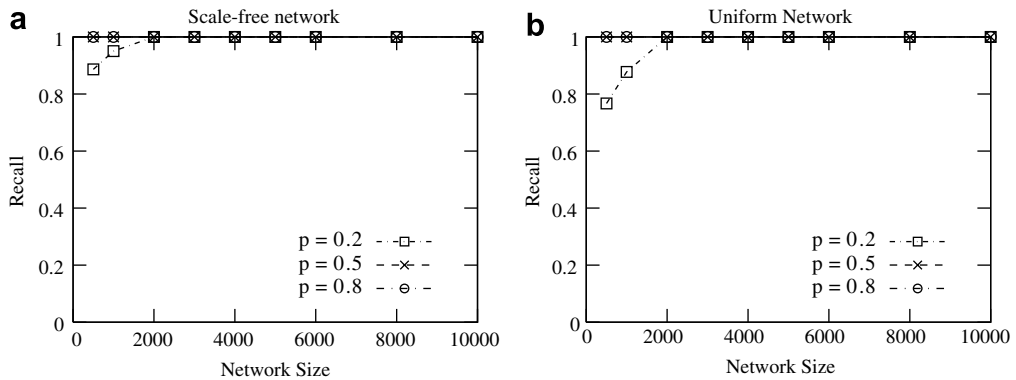 a
Scale-free network
1
0.8
0.6
0.4
0.2
0
Recall
p = 0.2
p = 0.5
p = 0.8
0 2000 4000 6000 8000 10000
Network Size
b
Uniform Network
1
0.8
0.6
0.4
0.2
0
Recall
p = 0.2
p = 0.5
p = 0.8
0 2000 4000 6000 8000 10000
Network Size